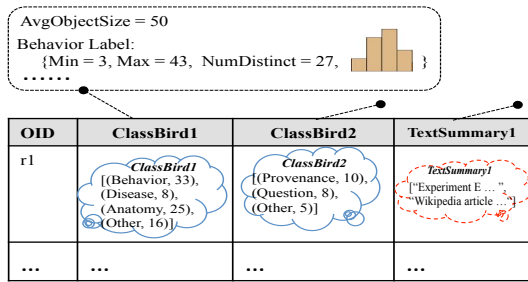 AvgObjectSize = 50
Behavior Label:
{Min = 3, Max = 43, NumDistinct = 27, }
......
OID ClassBird1 ClassBird2 TextSummary1
r1
ClassBird1
[(Behavior, 33),
(Disease, 8),
(Anatomy, 25),
(Other, 16)]
ClassBird2
[(Provenance, 10),
(Question, 8),
(Other, 5)]
TextSummary1
["Experiment E … ",
"Wikipedia article …"]
... ... ... ...